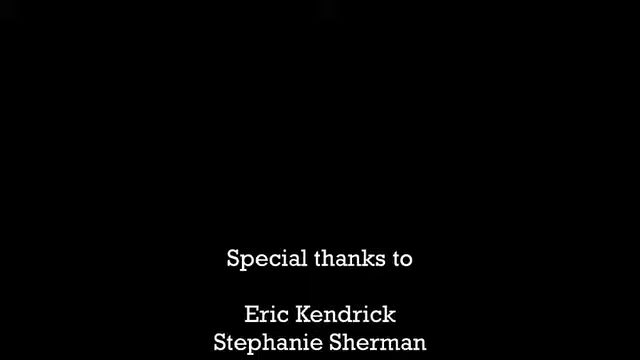 Special thanks to
Eric Kendrick
Stephanie Sherman